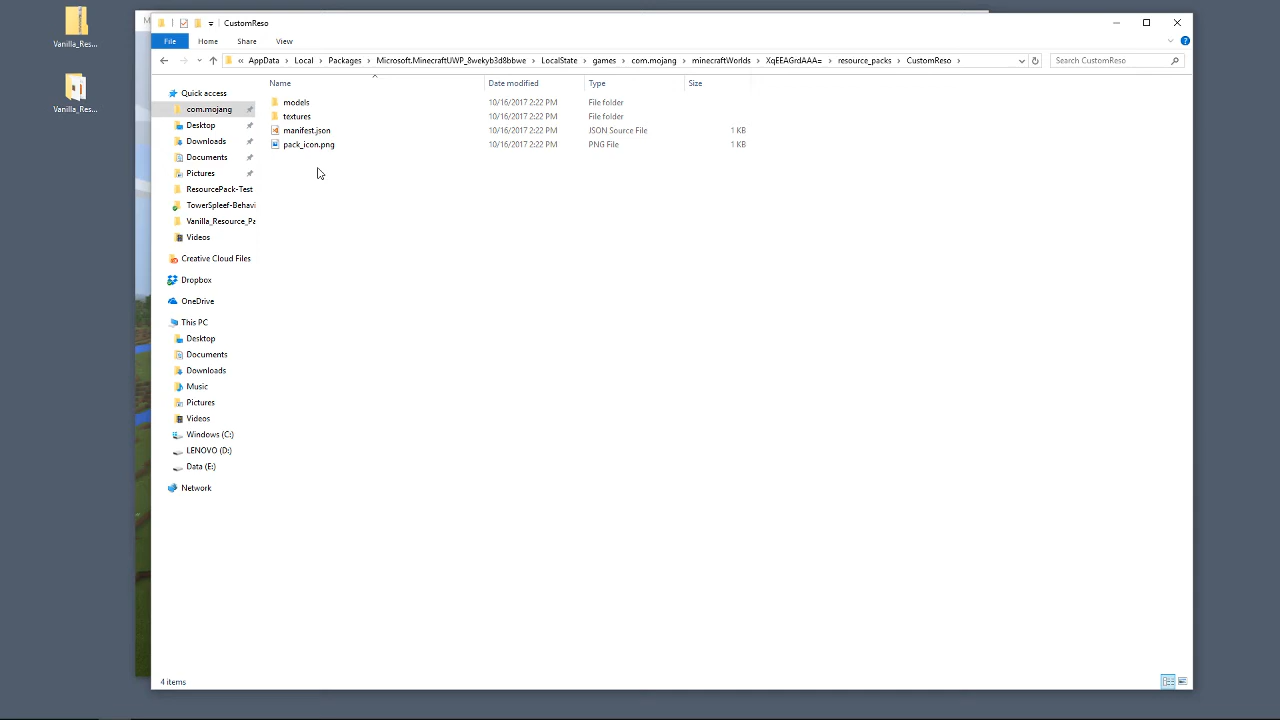 Vanilla_Res...
Vanilla_Res...
M
CustomReso
File Home Share View
« AppData > Local > Packages > Microsoft.MinecraftUWP_8wekyb3d8bbwe > LocalState > games > com.mojang > minecraftWorlds > XqEEAGrdAAA= > resource_packs > CustomReso >
Search CustomReso
Name Date modified Type Size
models 10/16/2017 2:22 PM File folder
textures 10/16/2017 2:22 PM File folder
manifest.json 10/16/2017 2:22 PM JSON Source File 1 KB
pack_icon.png 10/16/2017 2:22 PM PNG File 1 KB
Quick access
com.mojang
Desktop
Downloads
Documents
Pictures
ResourcePack-Test
TowerSpleef-Behavi
Vanilla_Resource_Pa
Videos
Creative Cloud Files
Dropbox
OneDrive
This PC
Desktop
Documents
Downloads
Music
Pictures
Videos
Windows (C:)
LENOVO (D:)
Data (E:)
Network
4 items